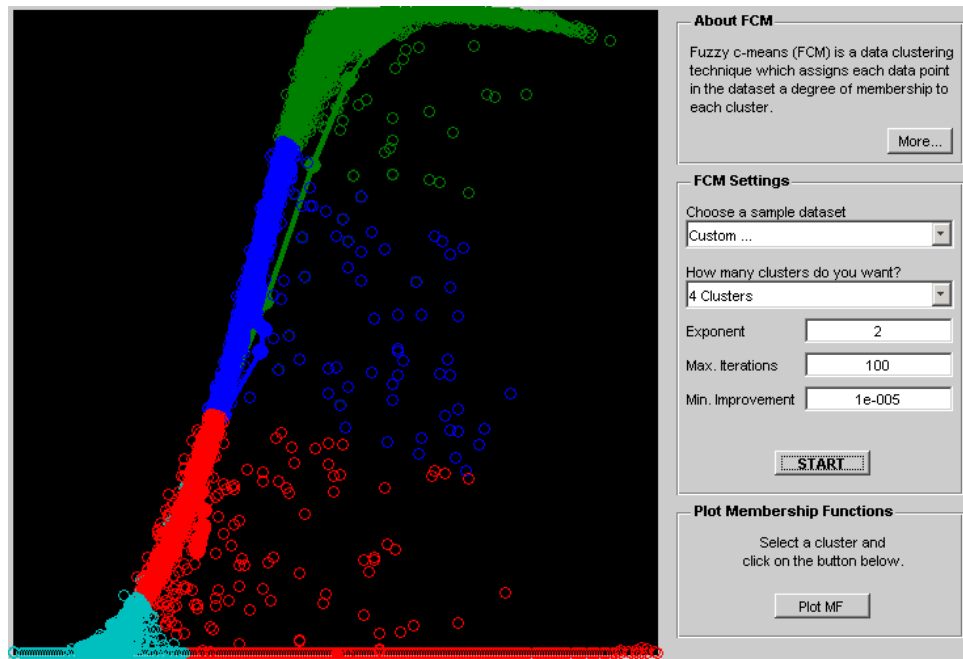 About FCM
Fuzzy c-means (FCM) is a data clustering
technique which assigns each data point
in the dataset a degree of membership to
each cluster.
More...
FCM Settings
Choose a sample dataset
Custom ...
How many clusters do you want?
4 Clusters
Exponent 2
Max. Iterations 100
Min. Improvement 1e-005
START
Plot Membership Functions
Select a cluster and
click on the button below.
Plot MF